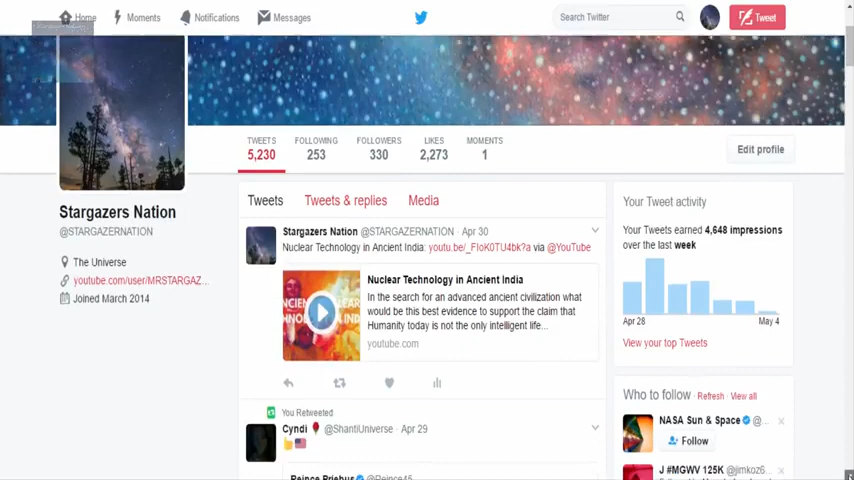 Home
Moments
Notifications
Messages
Search Twitter
Tweet
TWEETS
5,230
FOLLOWING
253
FOLLOWERS
330
LIKES
2,273
MOMENTS
1
Edit profile
Stargazers Nation
@STARGAZERNATION
The Universe
youtube.com/user/MRSTARGAZ...
Joined March 2014
Tweets
Tweets & replies
Media
Stargazers Nation @STARGAZERNATION · Apr 30
Nuclear Technology in Ancient India: youtu.be/_FIoK0TU4bk?a via @YouTube
Nuclear Technology in Ancient India
In the search for an advanced ancient civilization what
would be this best evidence to support the claim that
Humanity today is not the only intelligent life...
youtube.com
You Retweeted
Cyndi @ShantiUniverse · Apr 29
Reince Priebus @Reince45
Your Tweet activity
Your Tweets earned 4,648 impressions
over the last week
Apr 28
May 4
View your top Tweets
Who to follow · Refresh · View all
NASA Sun & Space @...
Follow
J #MGWV 125K @jimkoz6...